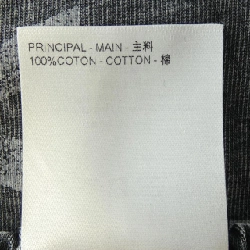 PRINCIPAL - MAIN - 主料
100%COTON - COTTON - 棉